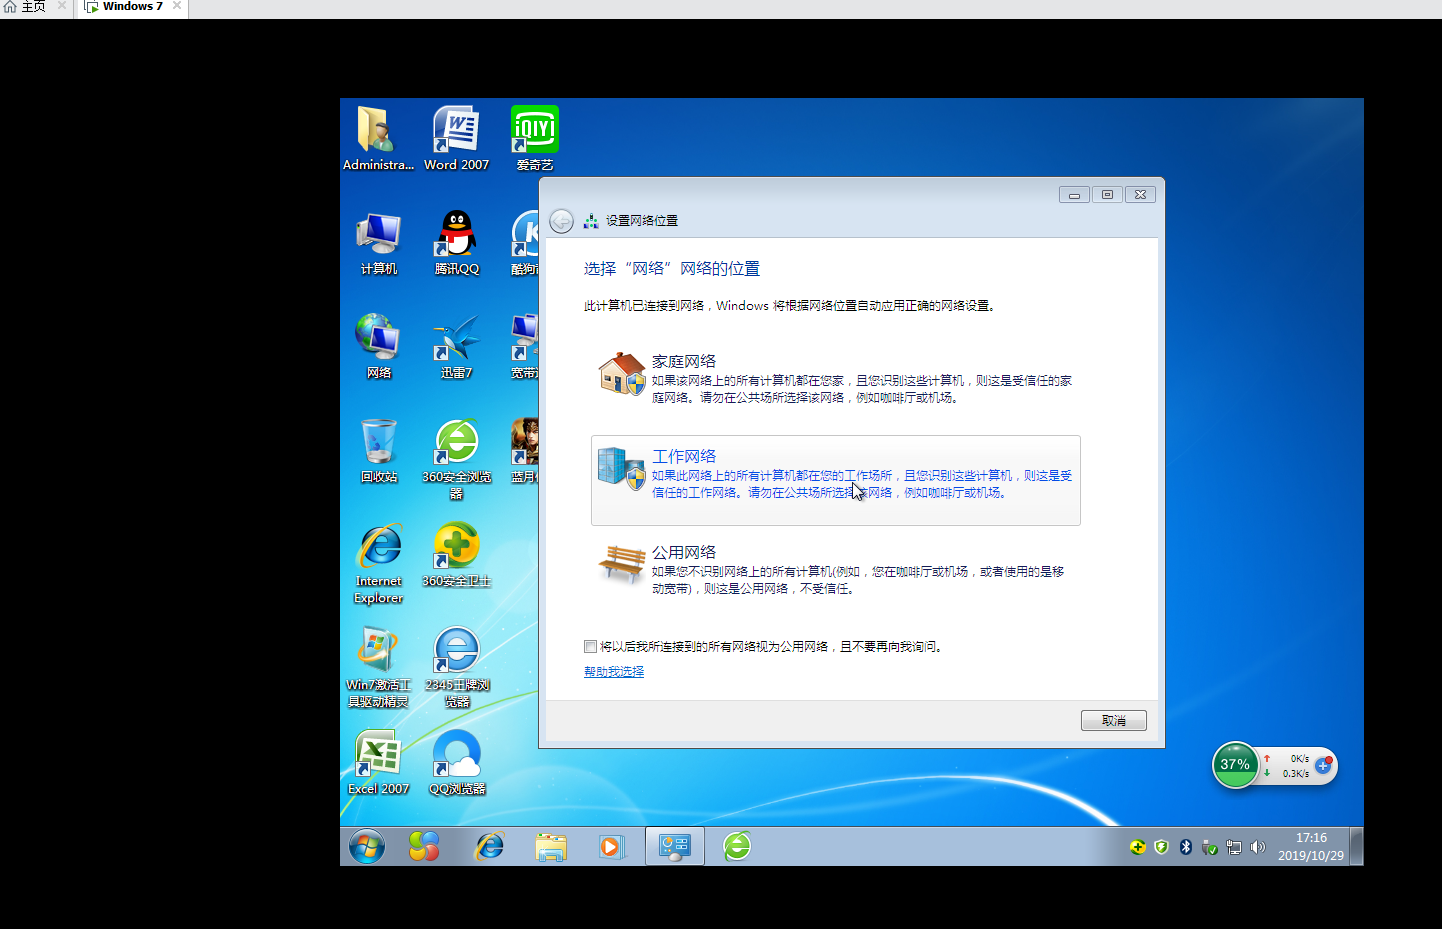 主页
Windows 7
Administra...
Word 2007
爱奇艺
计算机
腾讯QQ
酷狗
网络
迅雷7
宽带
回收站
360安全浏览
器
蓝月
Internet
Explorer
360安全卫士
Win7激活工
具驱动精灵
2345王牌浏
览器
Excel 2007
QQ浏览器
iQIYI
设置网络位置
选择“网络”网络的位置
此计算机已连接到网络，Windows 将根据网络位置自动应用正确的网络设置。
家庭网络
如果该网络上的所有计算机都在您家，且您识别这些计算机，则这是受信任的家
庭网络。请勿在公共场所选择该网络，例如咖啡厅或机场。
工作网络
如果此网络上的所有计算机都在您的工作场所，且您识别这些计算机，则这是受
信任的工作网络。请勿在公共场所选择该网络，例如咖啡厅或机场。
公用网络
如果您不识别网络上的所有计算机(例如，您在咖啡厅或机场，或者使用的是移
动宽带)，则这是公用网络，不受信任。
将以后我所连接到的所有网络视为公用网络，且不要再向我询问。
帮助我选择
取消
37%
0K/s
0.3K/s
17:16
2019/10/29